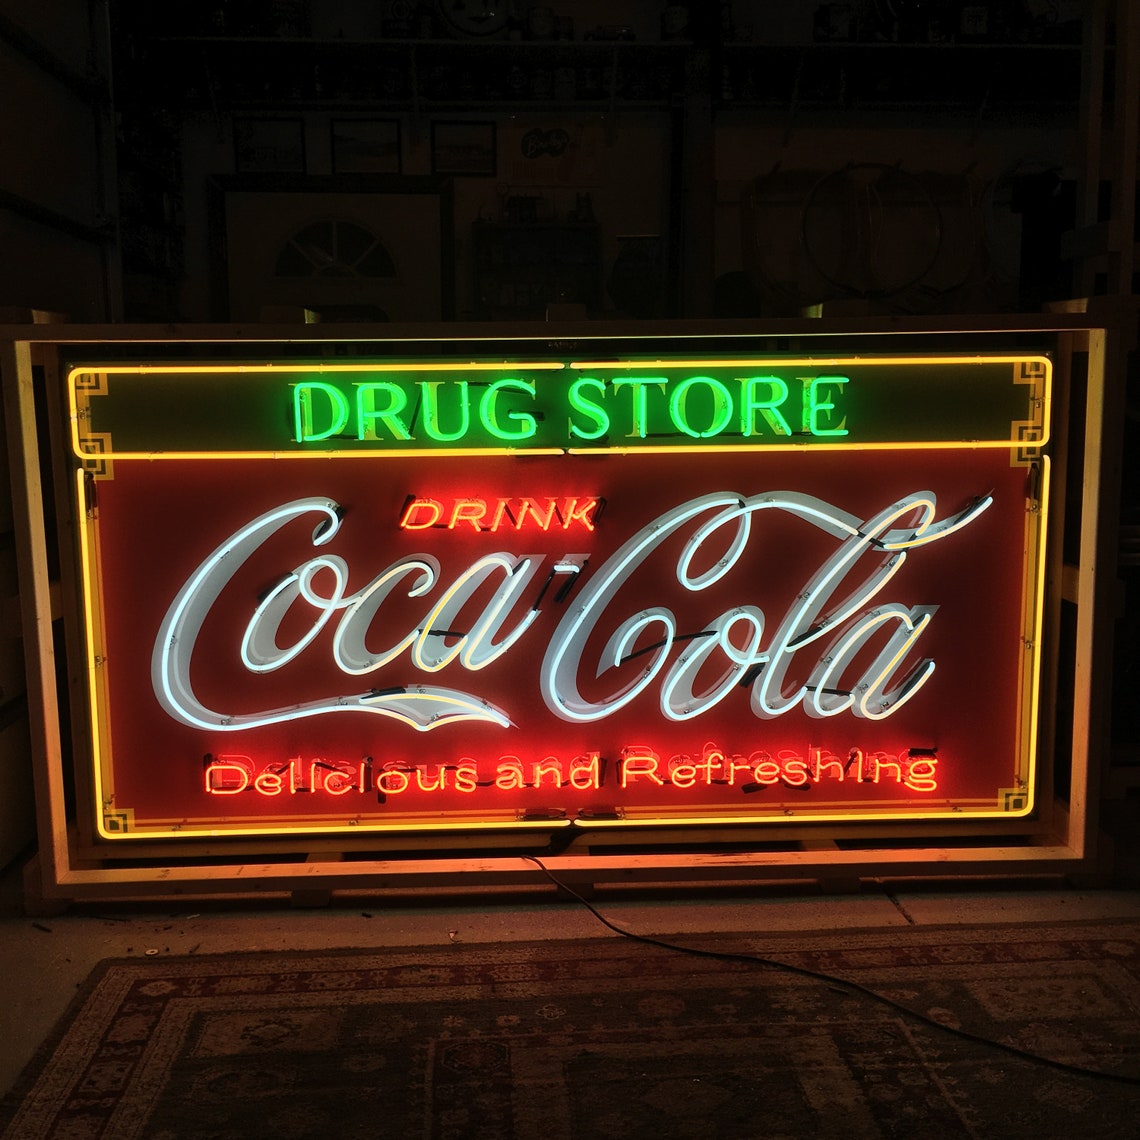 DRUG STORE
DRINK
Coca-Cola
Delicious and Refreshing